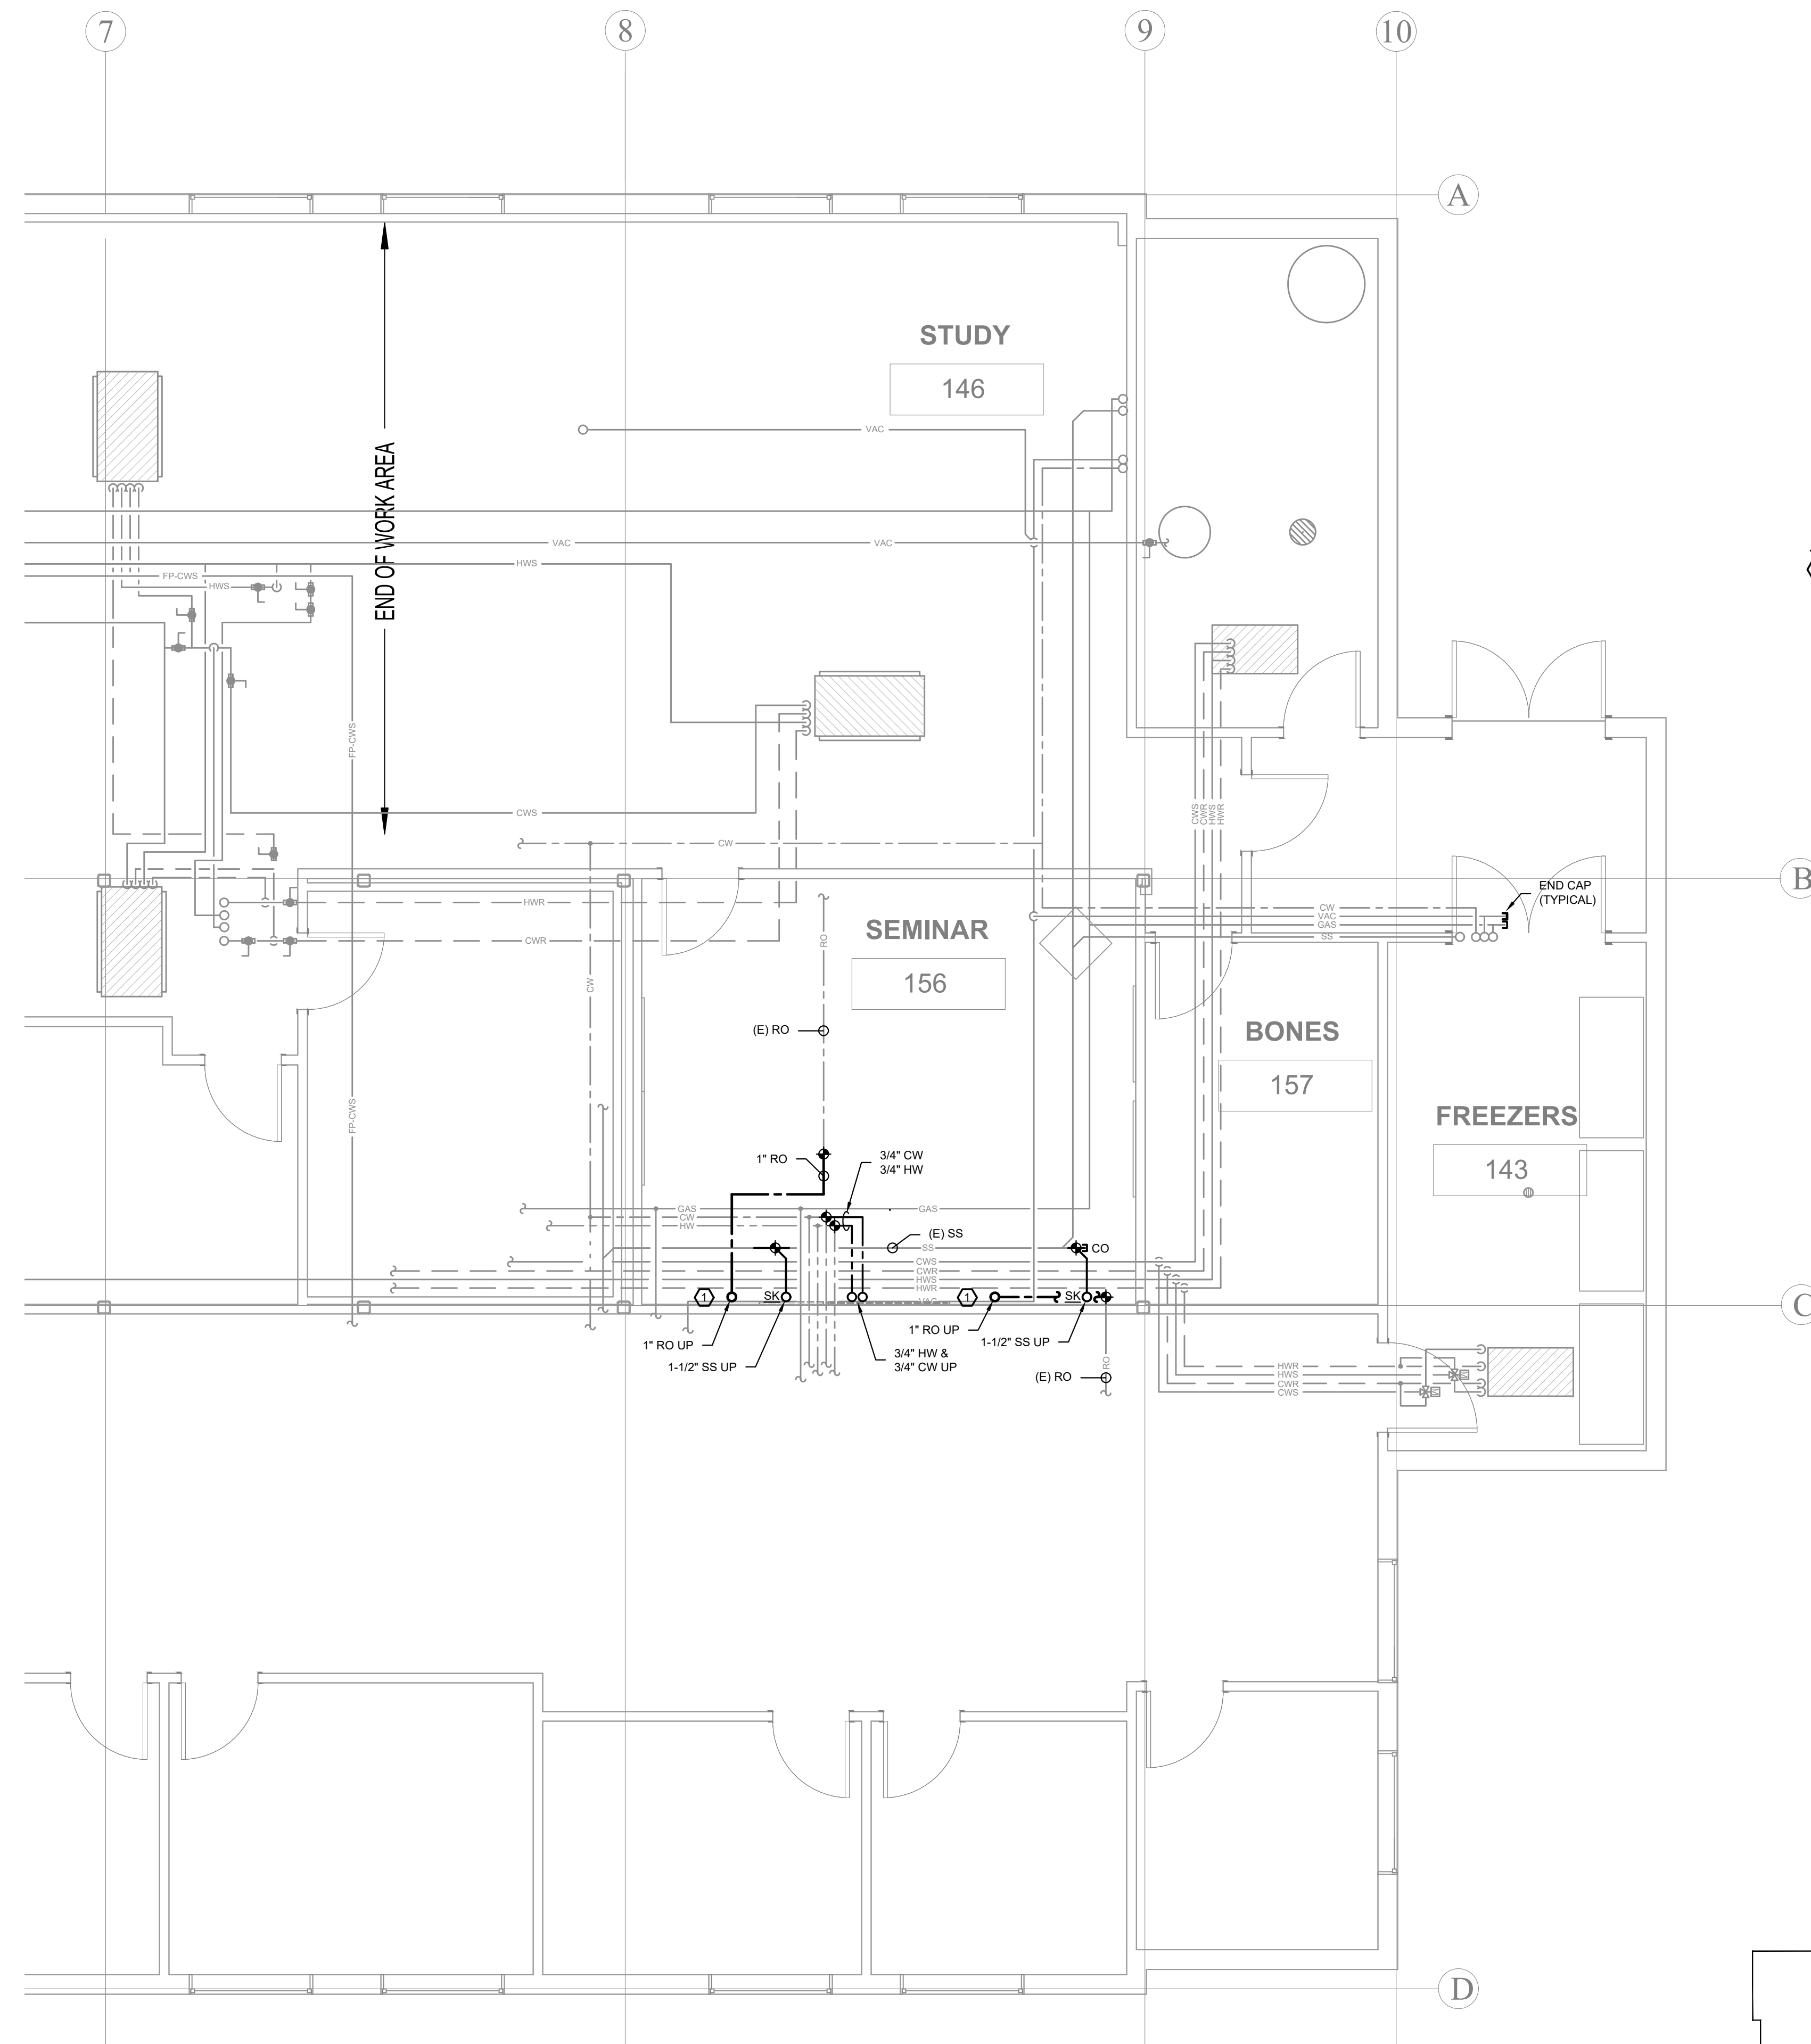 7
8
9
10
A
STUDY
146
VAC
END OF WORK AREA
VAC
VAC
HWS
FP-CWS
HWS
FP-CWS
CWS
CWS
CWR
HWS
HWR
CW
B
END CAP
(TYPICAL)
HWR
CW
VAC
GAS
SS
SEMINAR
RO
CWR
156
CW
(E) RO
BONES
157
FP-CWS
FREEZERS
143
1" RO
3/4" CW
3/4" HW
GAS
GAS
CW
HW
(E) SS
SS
CO
CWS
CWR
HWS
HWR
1
SK
VAC
1
SK
C
1" RO UP
1-1/2" SS UP
3/4" HW &
3/4" CW UP
1" RO UP
1-1/2" SS UP
(E) RO
RO
HWR
HWS
CWR
CWS
D